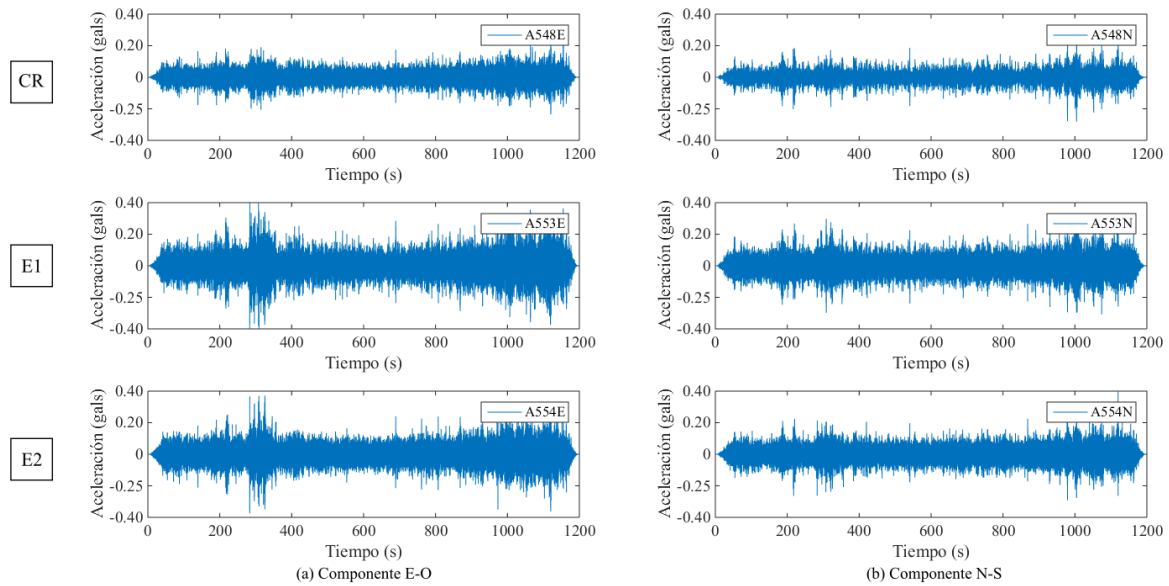 CR
Aceleración (gals)
0.40
0.20
0
-0.25
-0.40
A548E
0 200 400 600 800 1000 1200
Tiempo (s)
Aceleración (gals)
0.40
0.20
0
-0.25
-0.40
A548N
0 200 400 600 800 1000 1200
Tiempo (s)
E1
Aceleración (gals)
0.40
0.20
0
-0.25
-0.40
A553E
0 200 400 600 800 1000 1200
Tiempo (s)
Aceleración (gals)
0.40
0.20
0
-0.25
-0.40
A553N
0 200 400 600 800 1000 1200
Tiempo (s)
E2
Aceleración (gals)
0.40
0.20
0
-0.25
-0.40
A554E
0 200 400 600 800 1000 1200
Tiempo (s)
(a) Componente E-O
Aceleración (gals)
0.40
0.20
0
-0.25
-0.40
A554N
0 200 400 600 800 1000 1200
Tiempo (s)
(b) Componente N-S